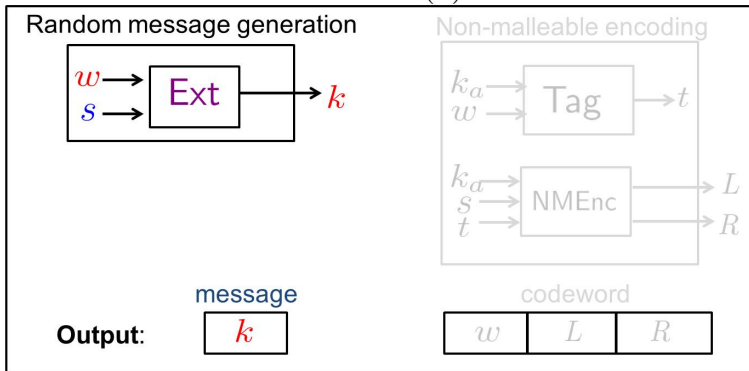 Random message generation
w
s
Ext
k
Non-malleable encoding
k_a
w
Tag
t
k_a
s
t
NMEnc
L
R
message
codeword
Output:
k
w
L
R